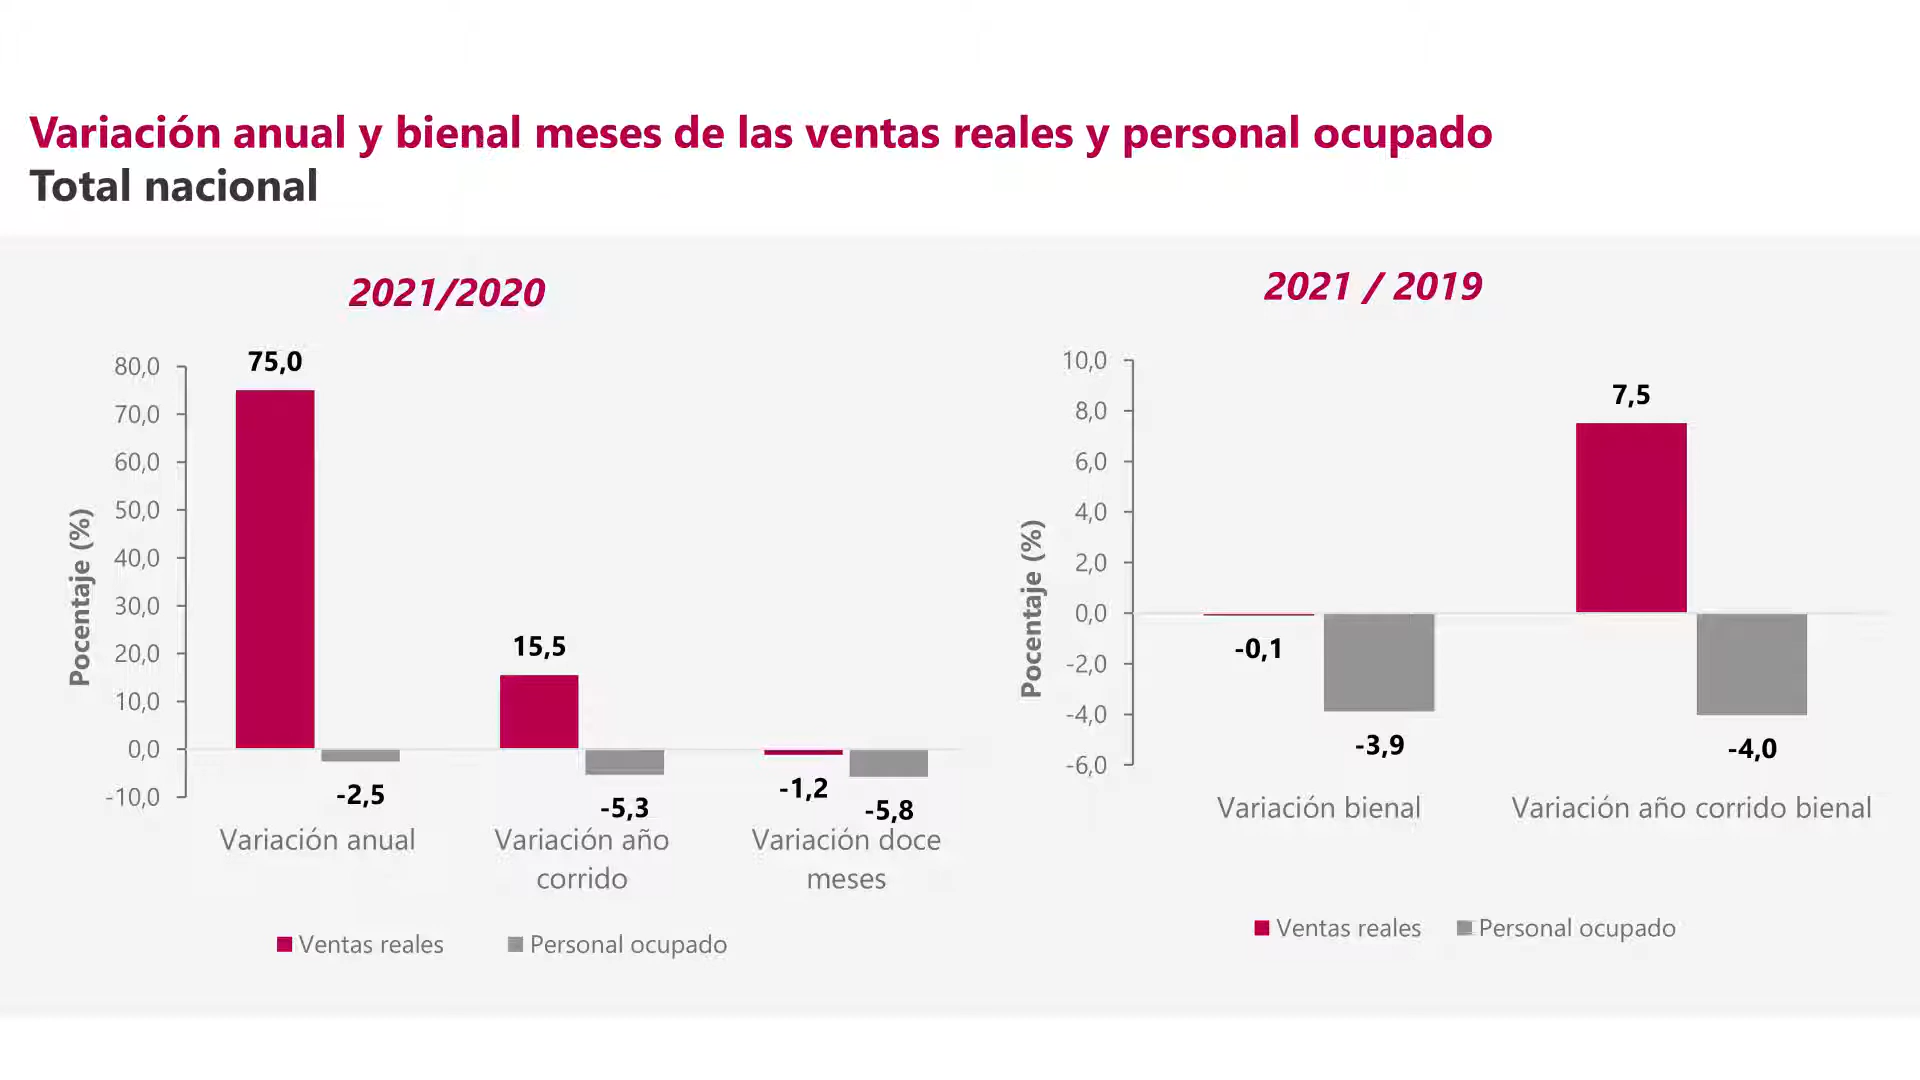 Variación anual y bienal meses de las ventas reales y personal ocupado
Total nacional
2021/2020
80,0
70,0
60,0
50,0
40,0
30,0
20,0
10,0
0,0
-10,0
Pocentaje (%)
75,0
-2,5
15,5
-5,3
-1,2
-5,8
Variación anual
Variación año
corrido
Variación doce
meses
Ventas reales
Personal ocupado
2021 / 2019
10,0
8,0
6,0
4,0
2,0
0,0
-2,0
-4,0
-6,0
Pocentaje (%)
-0,1
-3,9
7,5
-4,0
Variación bienal
Variación año corrido bienal
Ventas reales
Personal ocupado